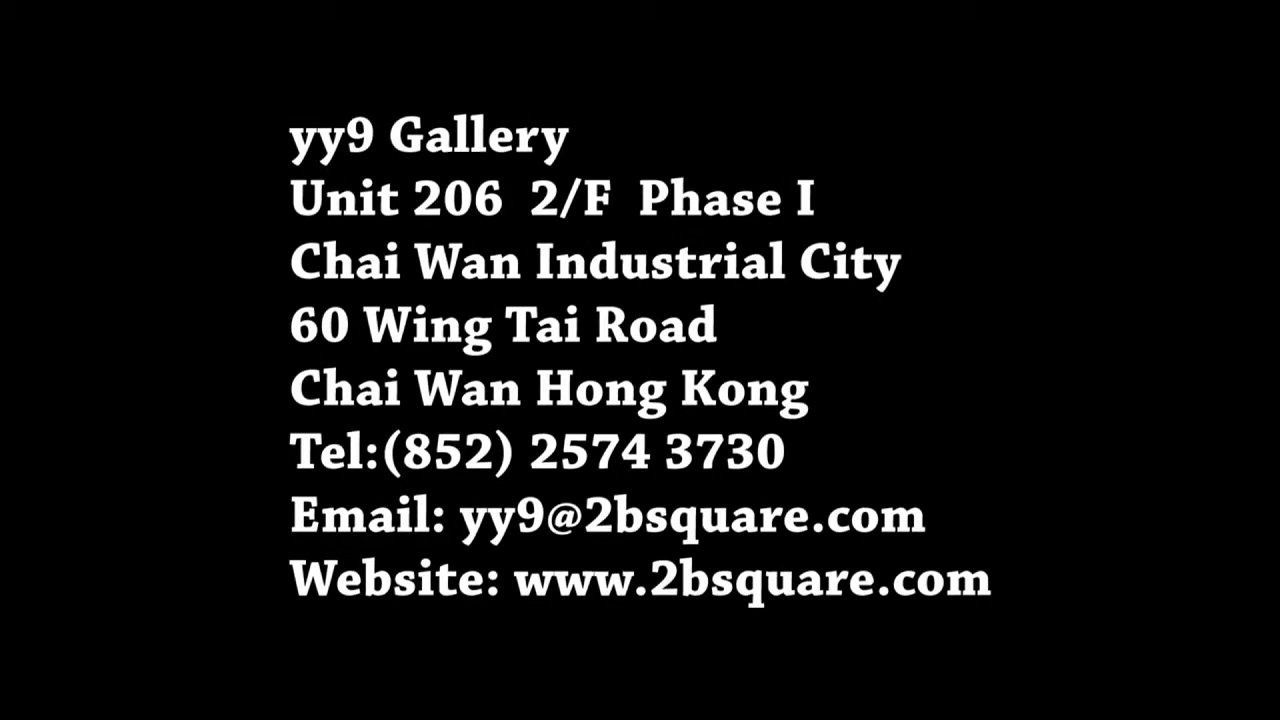 yy9 Gallery
Unit 206  2/F  Phase I
Chai Wan Industrial City
60 Wing Tai Road
Chai Wan Hong Kong
Tel:(852) 2574 3730
Email: yy9@2bsquare.com
Website: www.2bsquare.com